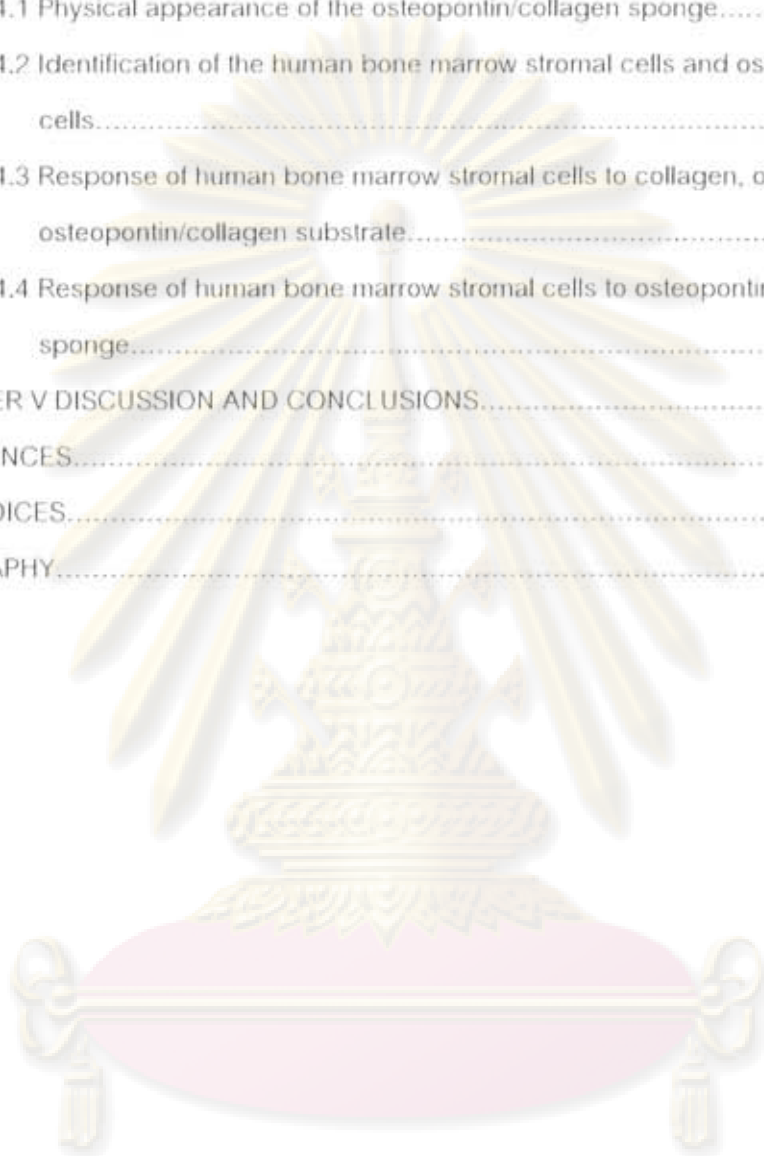 4.1 Physical appearance of the osteopontin/collagen sponge......
4.2 Identification of the human bone marrow stromal cells and os
cells............................................................
4.3 Response of human bone marrow stromal cells to collagen, o
osteopontin/collagen substrate...................................
4.4 Response of human bone marrow stromal cells to osteopontin
sponge...........................................................
ER V DISCUSSION AND CONCLUSIONS..................................
NCES.............................................................
DICES............................................................
APHY.............................................................